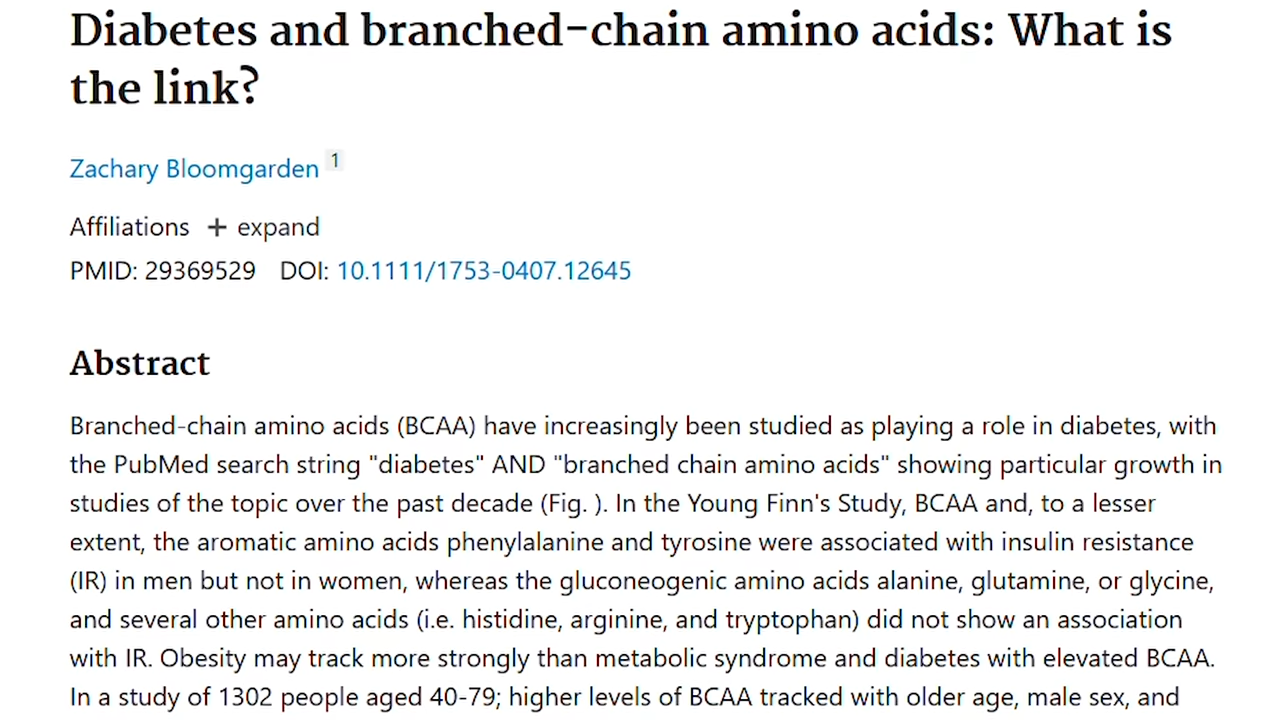 Diabetes and branched-chain amino acids: What is
the link?
Zachary Bloomgarden 1
Affiliations + expand
PMID: 29369529 DOI: 10.1111/1753-0407.12645
Abstract
Branched-chain amino acids (BCAA) have increasingly been studied as playing a role in diabetes, with
the PubMed search string "diabetes" AND "branched chain amino acids" showing particular growth in
studies of the topic over the past decade (Fig. ). In the Young Finn's Study, BCAA and, to a lesser
extent, the aromatic amino acids phenylalanine and tyrosine were associated with insulin resistance
(IR) in men but not in women, whereas the gluconeogenic amino acids alanine, glutamine, or glycine,
and several other amino acids (i.e. histidine, arginine, and tryptophan) did not show an association
with IR. Obesity may track more strongly than metabolic syndrome and diabetes with elevated BCAA.
In a study of 1302 people aged 40-79; higher levels of BCAA tracked with older age, male sex, and